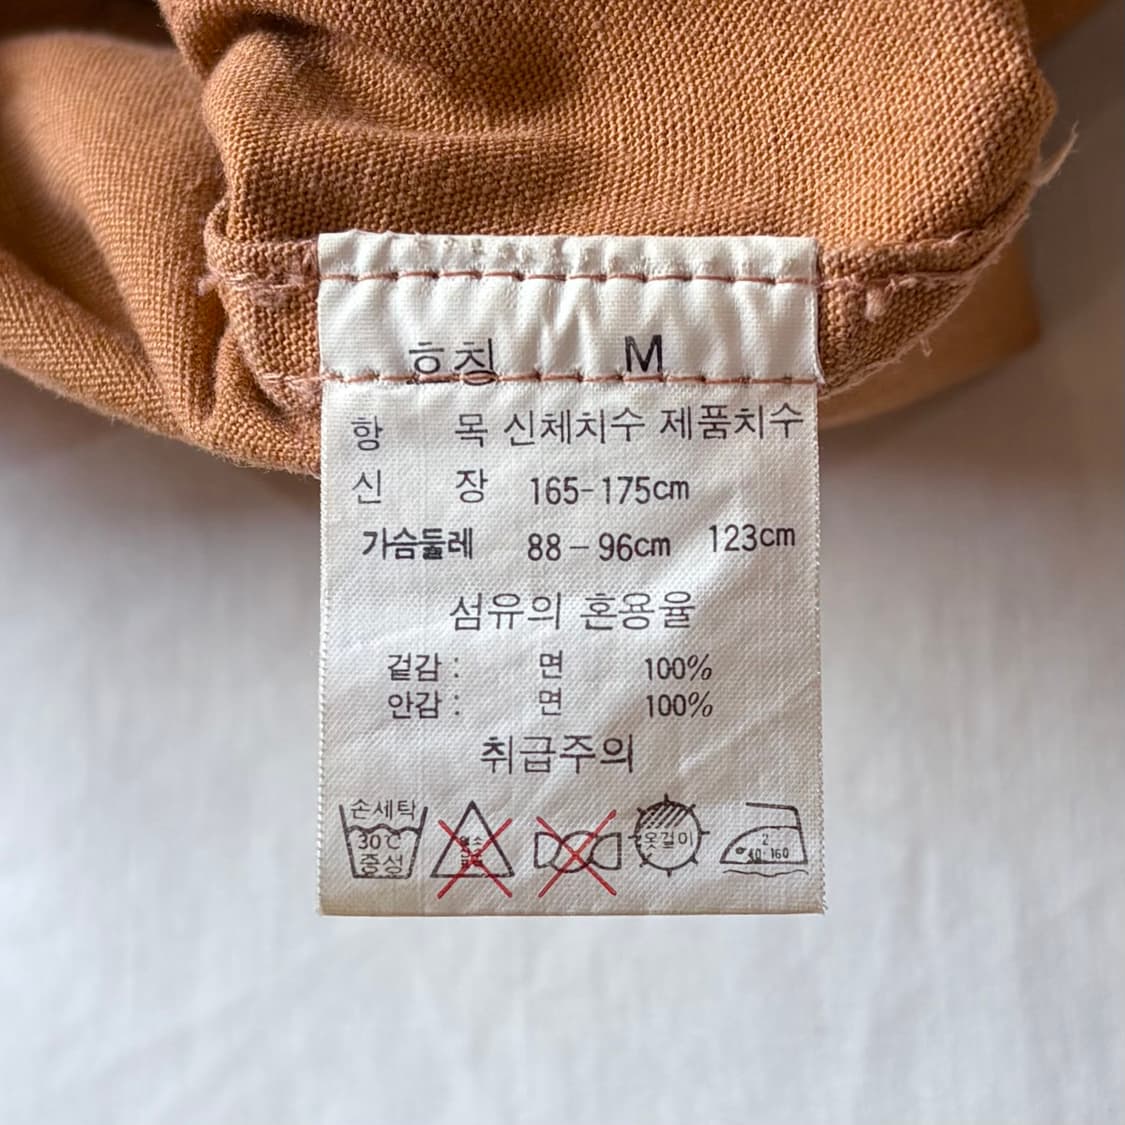 호칭 M
항 목 신체치수 제품치수
신 장 165-175cm
가슴둘레 88-96cm 123cm
섬유의 혼용율
겉감 : 면 100%
안감 : 면 100%
취급주의
손세탁
30℃
중성
옷걸이
2
160